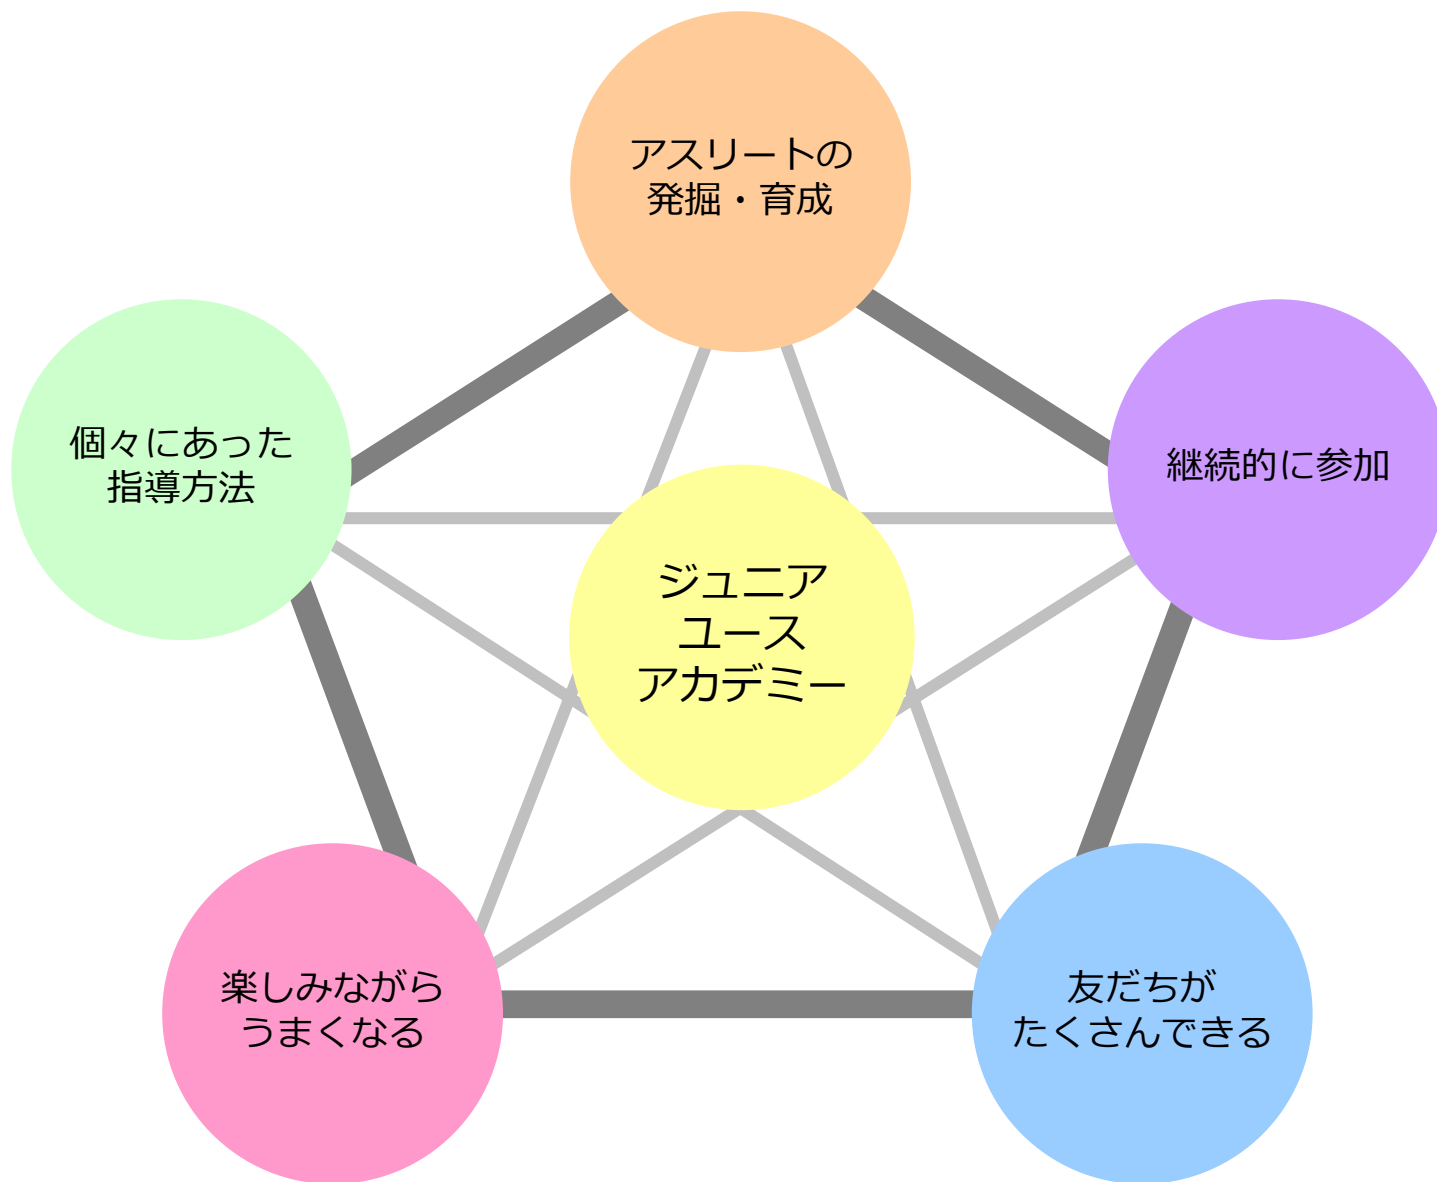 アスリートの
発掘・育成
個々にあった
指導方法
継続的に参加
ジュニア
ユース
アカデミー
楽しみながら
うまくなる
友だちが
たくさんできる